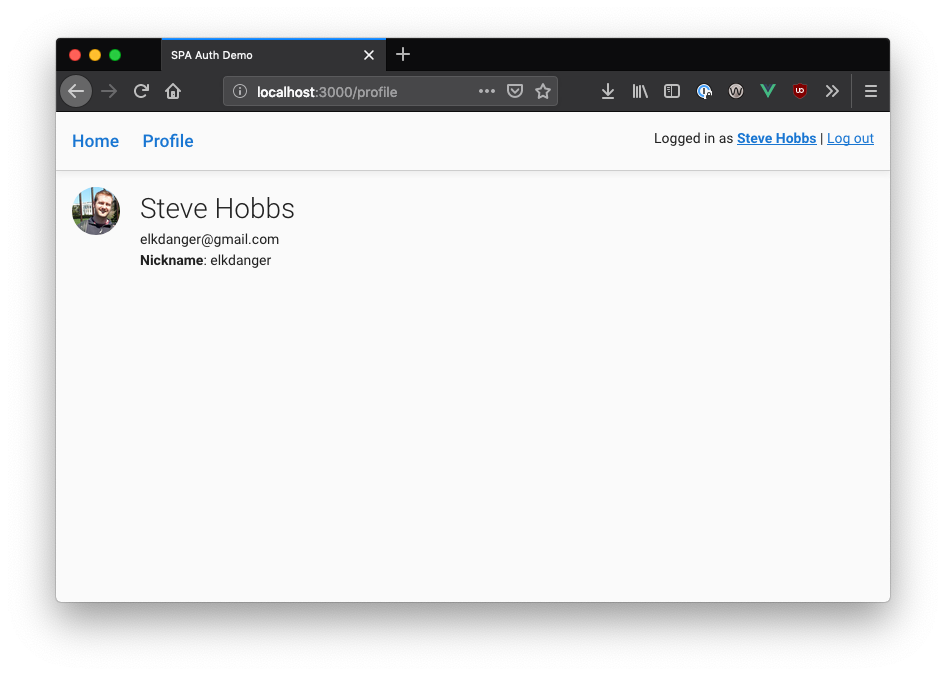 SPA Auth Demo
localhost:3000/profile
Home Profile Logged in as Steve Hobbs | Log out
Steve Hobbs
elkdanger@gmail.com
Nickname: elkdanger